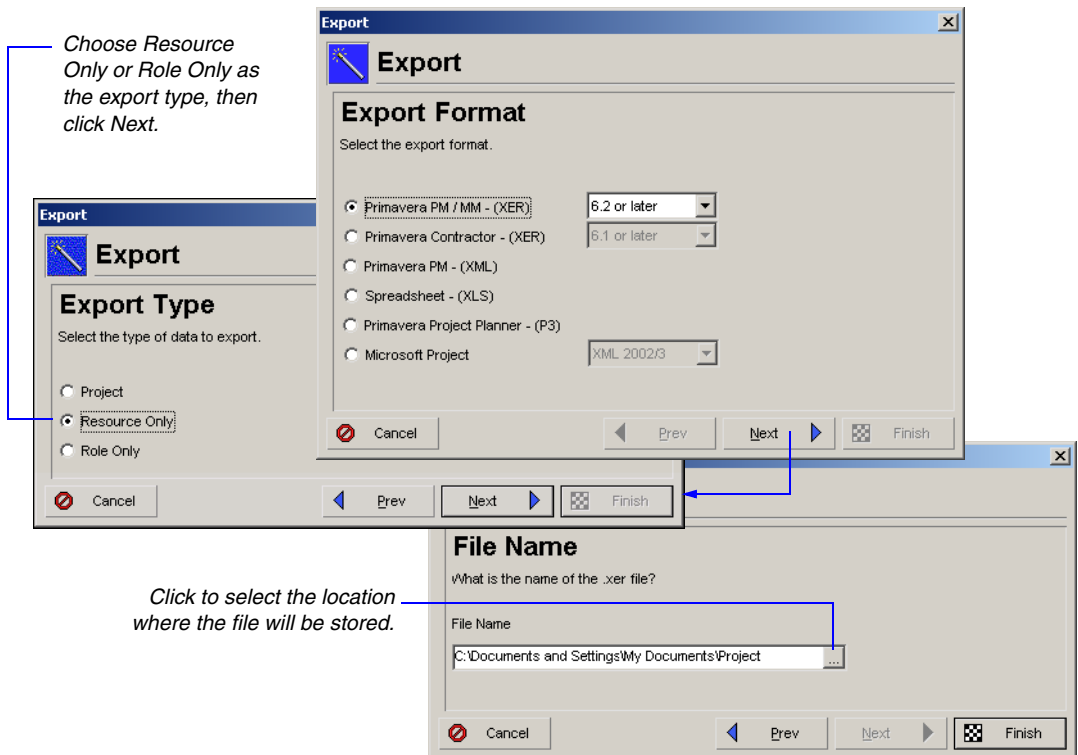 Choose Resource
Only or Role Only as
the export type, then
click Next.
Export
Export
Export Format
Select the export format.
Primavera PM / MM - (XER)
6.2 or later
Primavera Contractor - (XER)
6.1 or later
Primavera PM - (XML)
Spreadsheet - (XLS)
Primavera Project Planner - (P3)
Microsoft Project
XML 2002/3
Cancel
Prev
Next
Finish
Export
Export
Export Type
Select the type of data to export.
Project
Resource Only
Role Only
Cancel
Prev
Next
Finish
File Name
What is the name of the .xer file?
Click to select the location
where the file will be stored.
File Name
C:\Documents and Settings\My Documents\Project
...
Cancel
Prev
Next
Finish